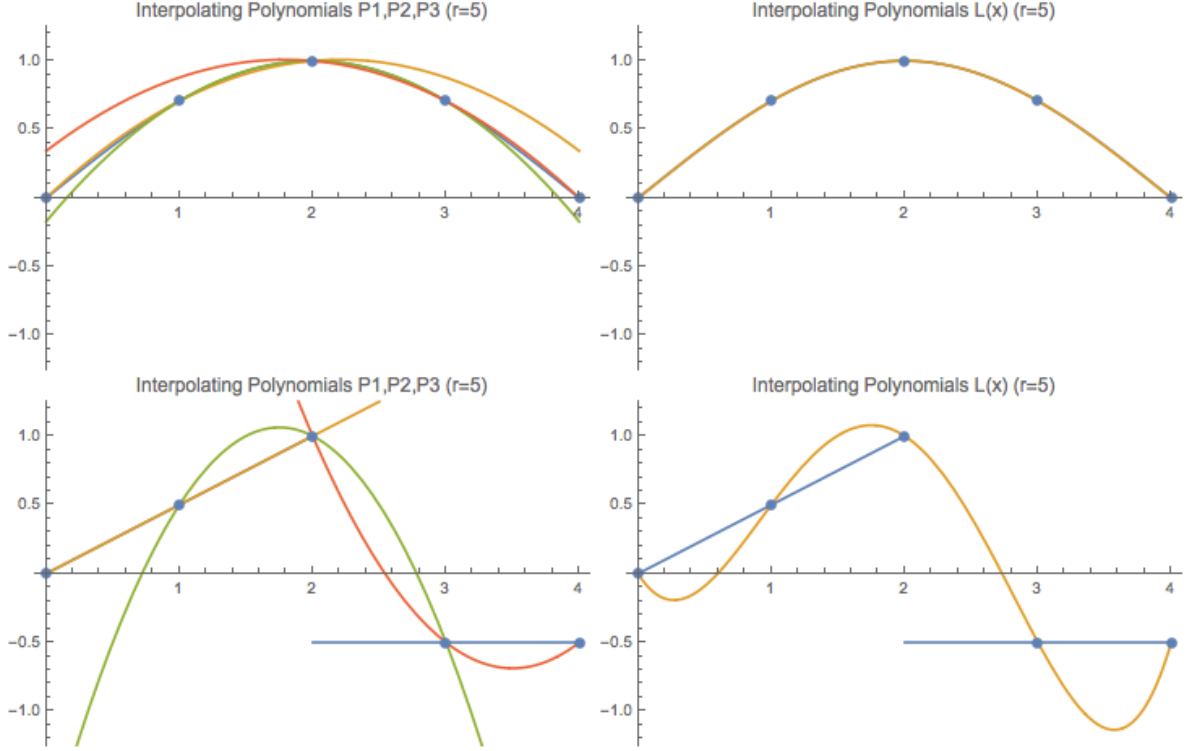 Interpolating Polynomials P1,P2,P3 (r=5)
1.0
0.5
1 2 3 4
−0.5
−1.0
Interpolating Polynomials L(x) (r=5)
1.0
0.5
1 2 3 4
−0.5
−1.0
Interpolating Polynomials P1,P2,P3 (r=5)
1.0
0.5
1 2 3 4
−0.5
−1.0
Interpolating Polynomials L(x) (r=5)
1.0
0.5
1 2 3 4
−0.5
−1.0